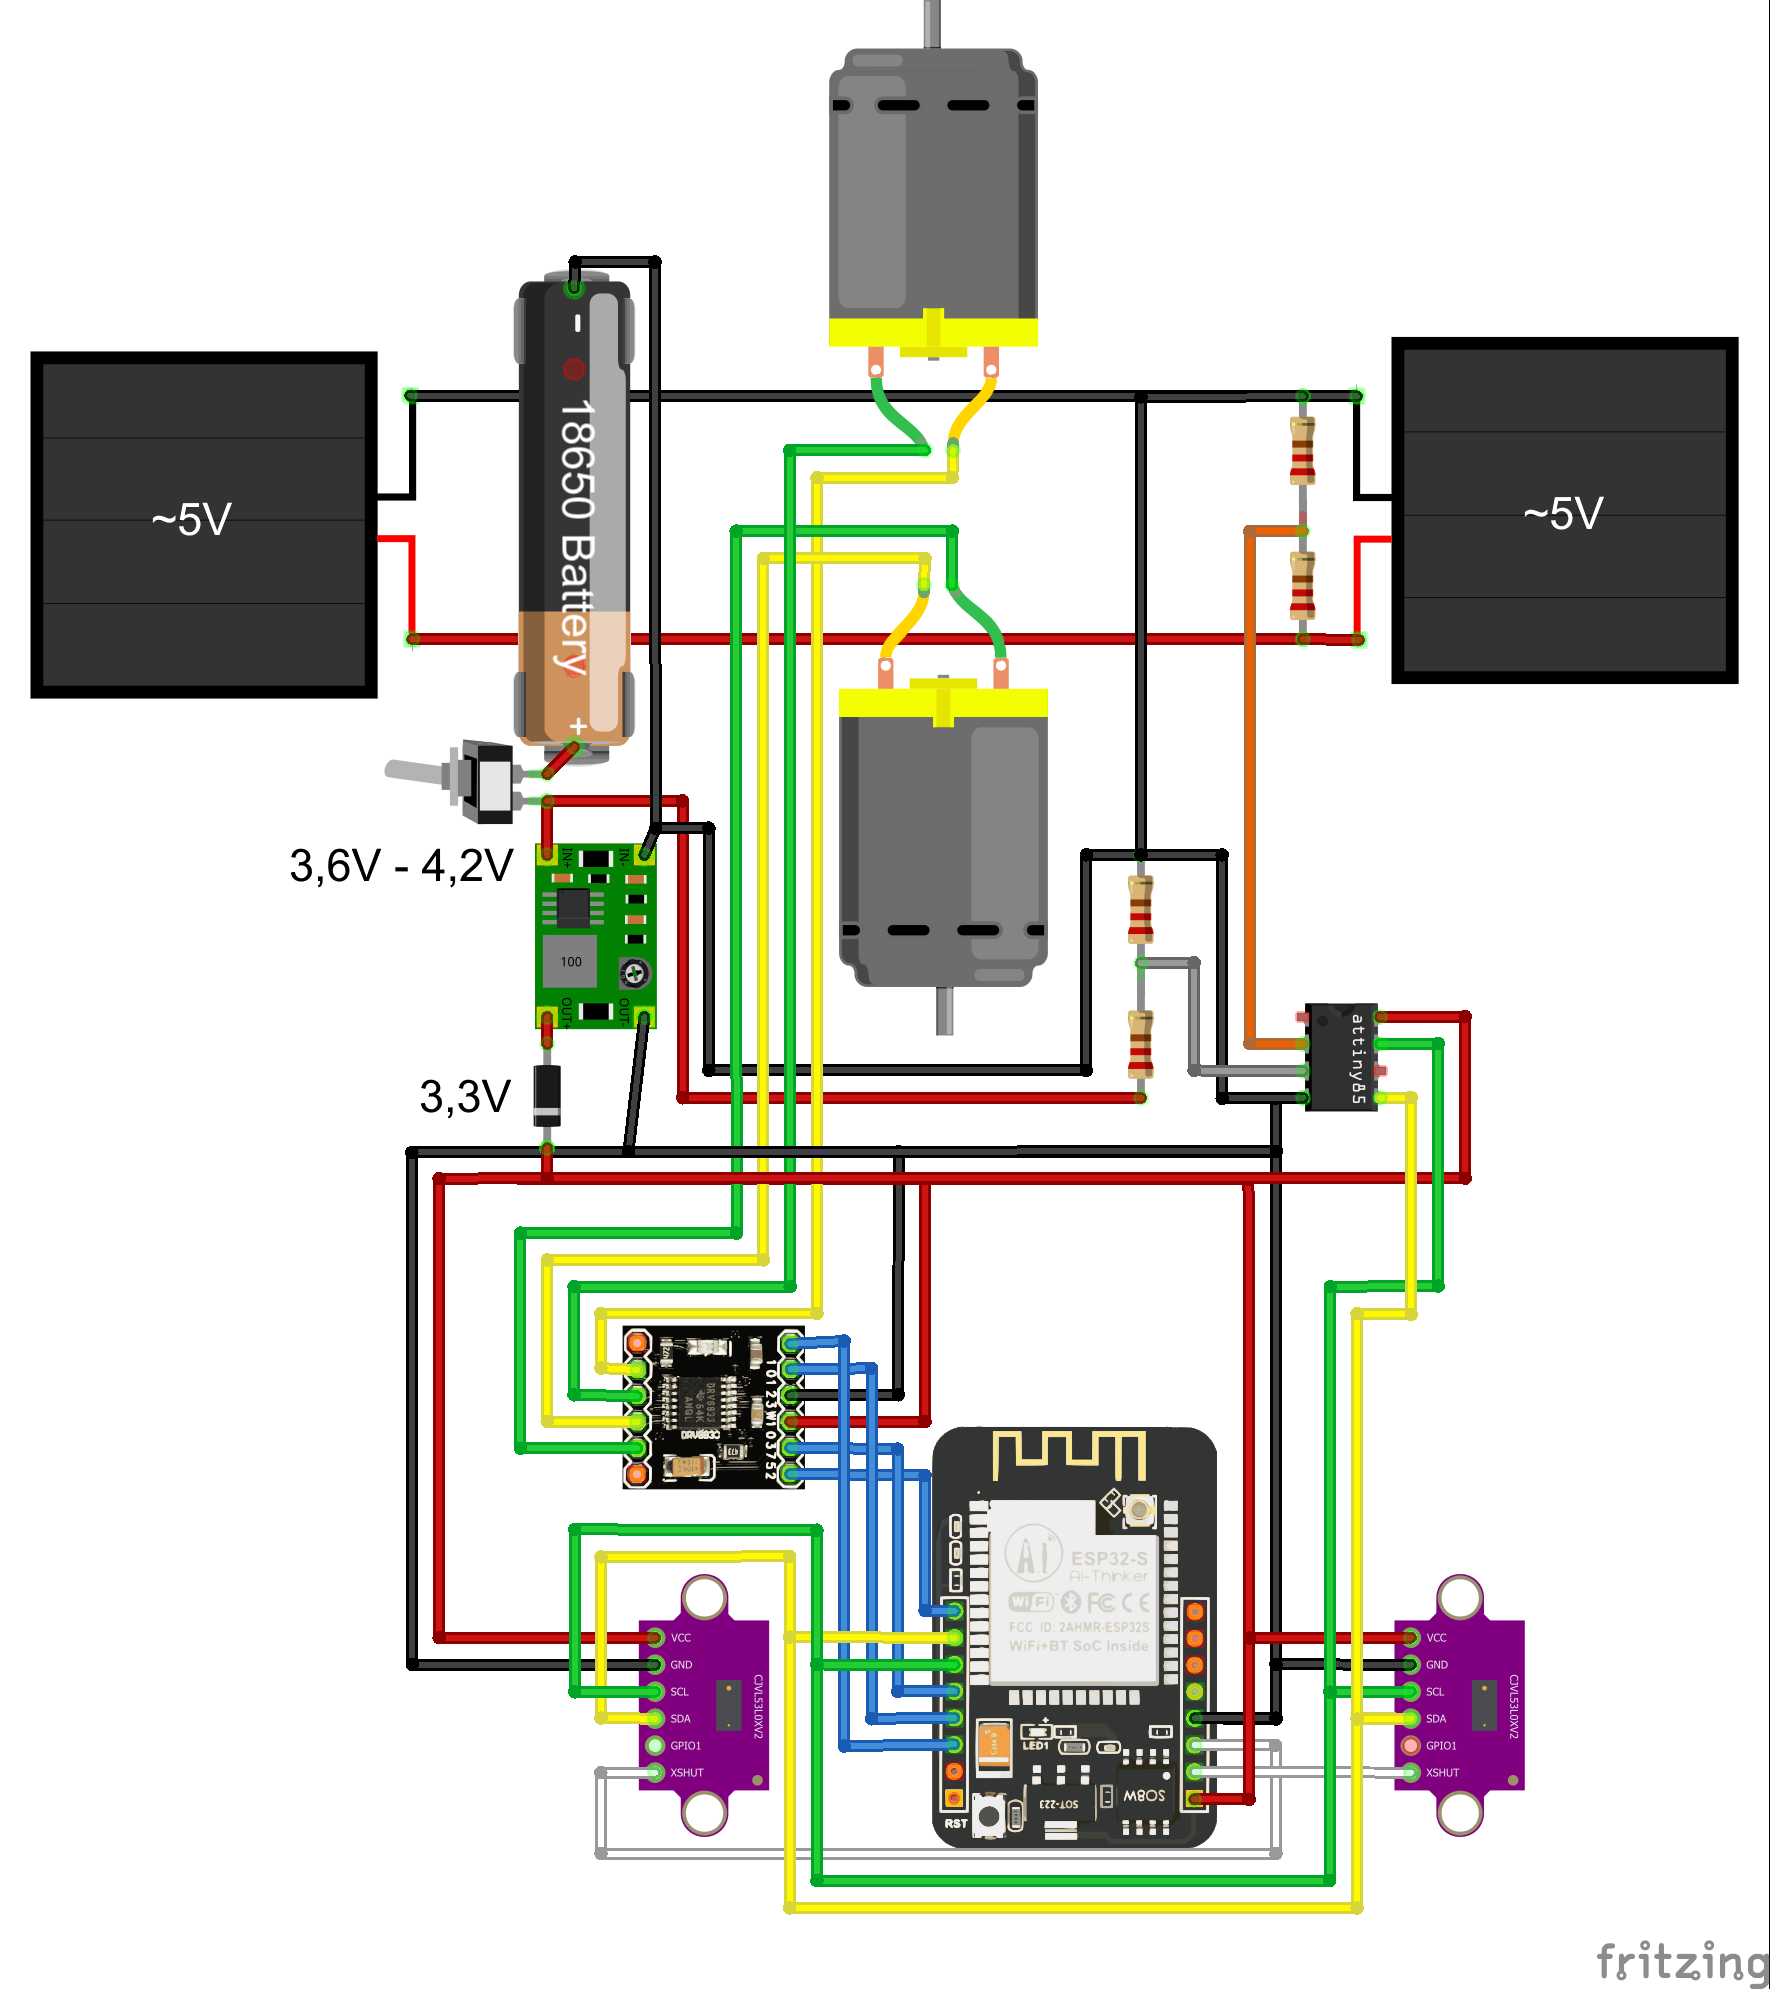 ~5V
18650 Battery
-
+
~5V
3,6V - 4,2V
IN+
IN-
100
OUT+
OUT-
attiny85
3,3V
DRV8833
ESP32-S
Ai-Thinker
WiFi
FCC ID: 2AHMR-ESP32S
WiFi+BT SoC Inside
LED1
SOT-223
SO8W
RST
VCC
GND
SCL
SDA
GPIO1
XSHUT
CJVL53L0XV2
VCC
GND
SCL
SDA
GPIO1
XSHUT
CJVL53L0XV2
fritzing